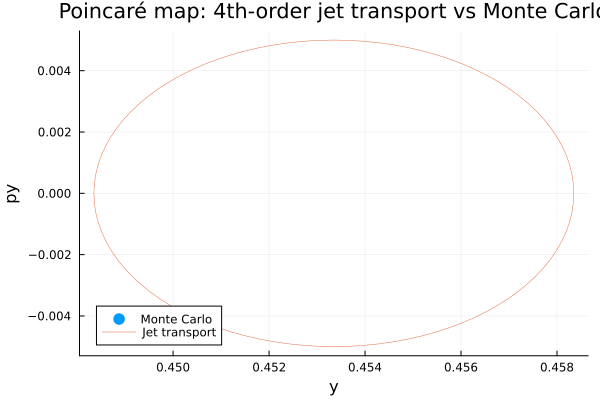 Poincaré map: 4th-order jet transport vs Monte Carlo
0.004
0.002
0.000
−0.002
−0.004
py
Monte Carlo
Jet transport
0.450
0.452
0.454
0.456
0.458
y